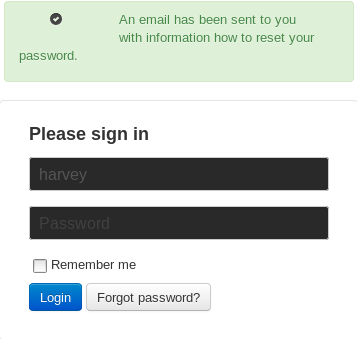 An email has been sent to you
with information how to reset your
password.
Please sign in
harvey
Password
Remember me
Login
Forgot password?